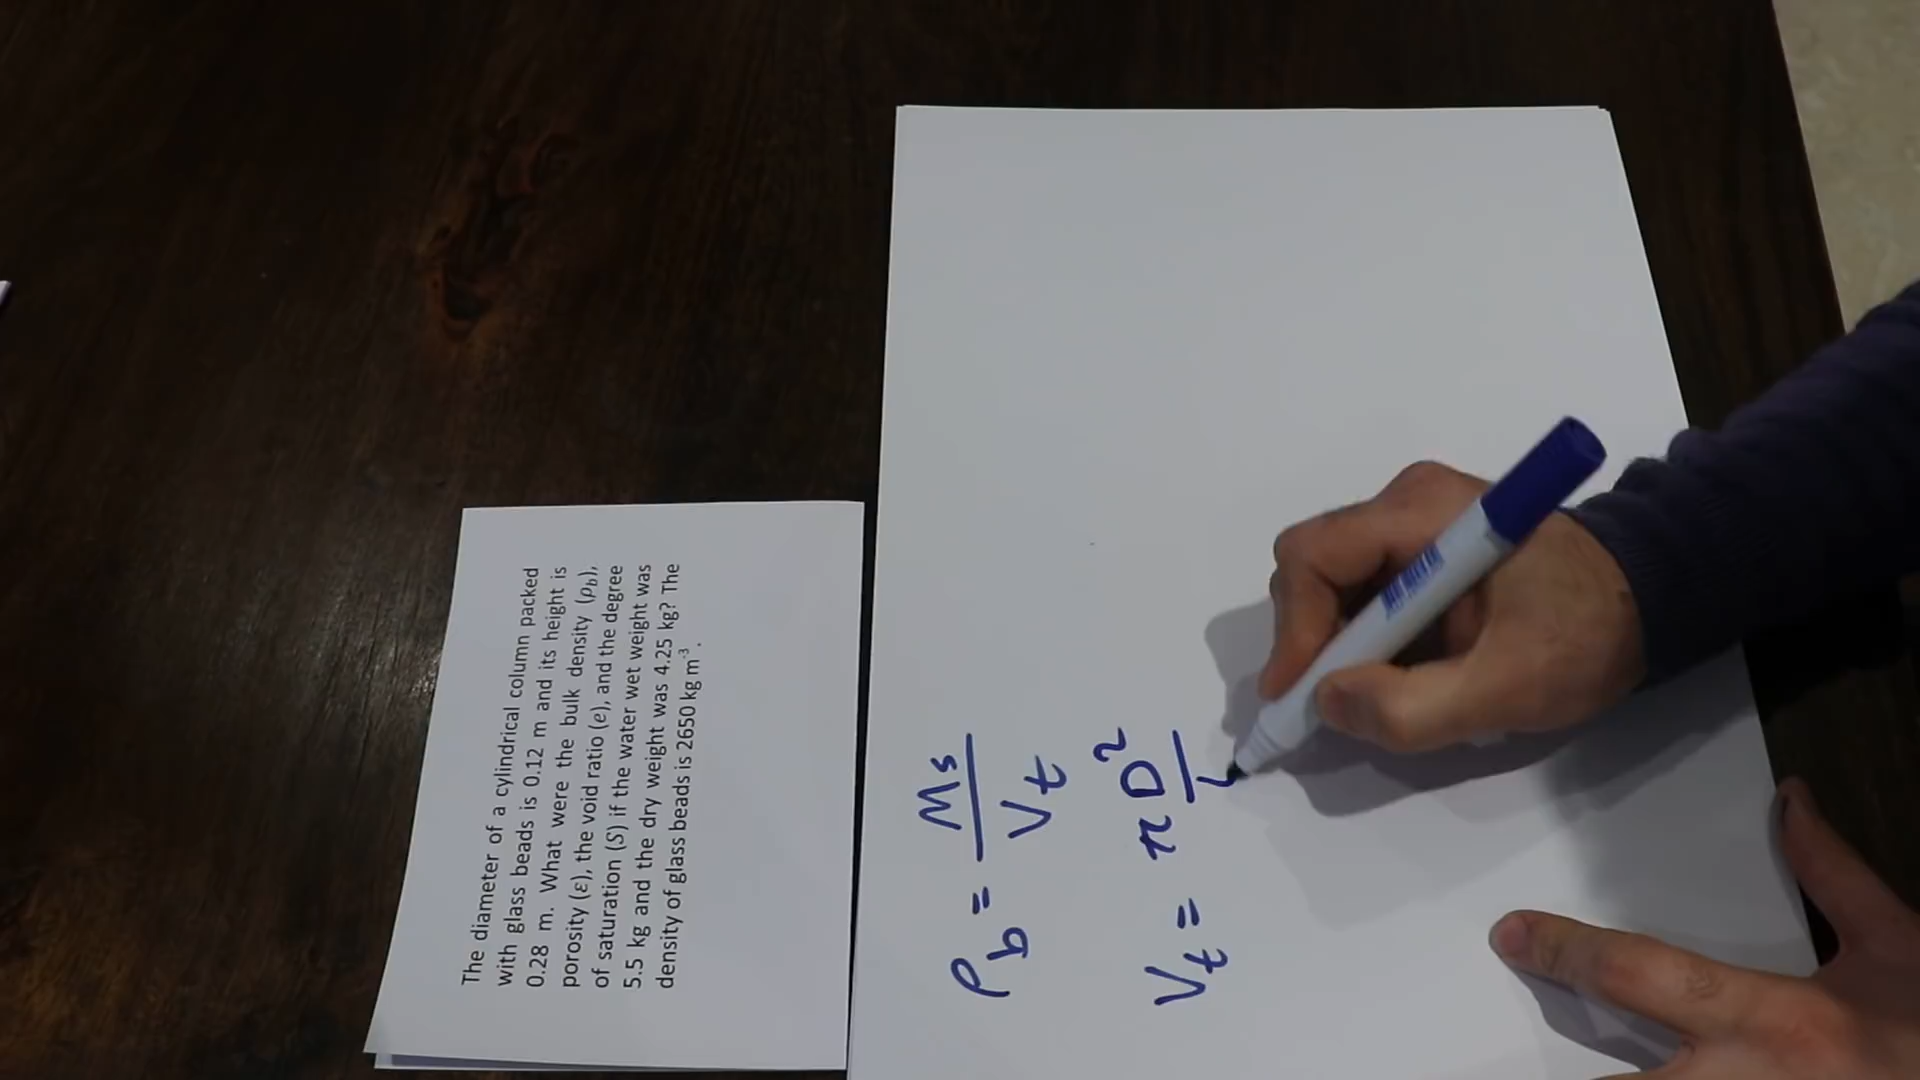 The diameter of a cylindrical column packed
with glass beads is 0.12 m and its height is
0.28 m. What were the bulk density (ρb),
porosity (ε), the void ratio (e), and the degree
of saturation (S) if the water wet weight was
5.5 kg and the dry weight was 4.25 kg? The
density of glass beads is 2650 kg m-3.
ρb = Ms
Vt
Vt = π D²